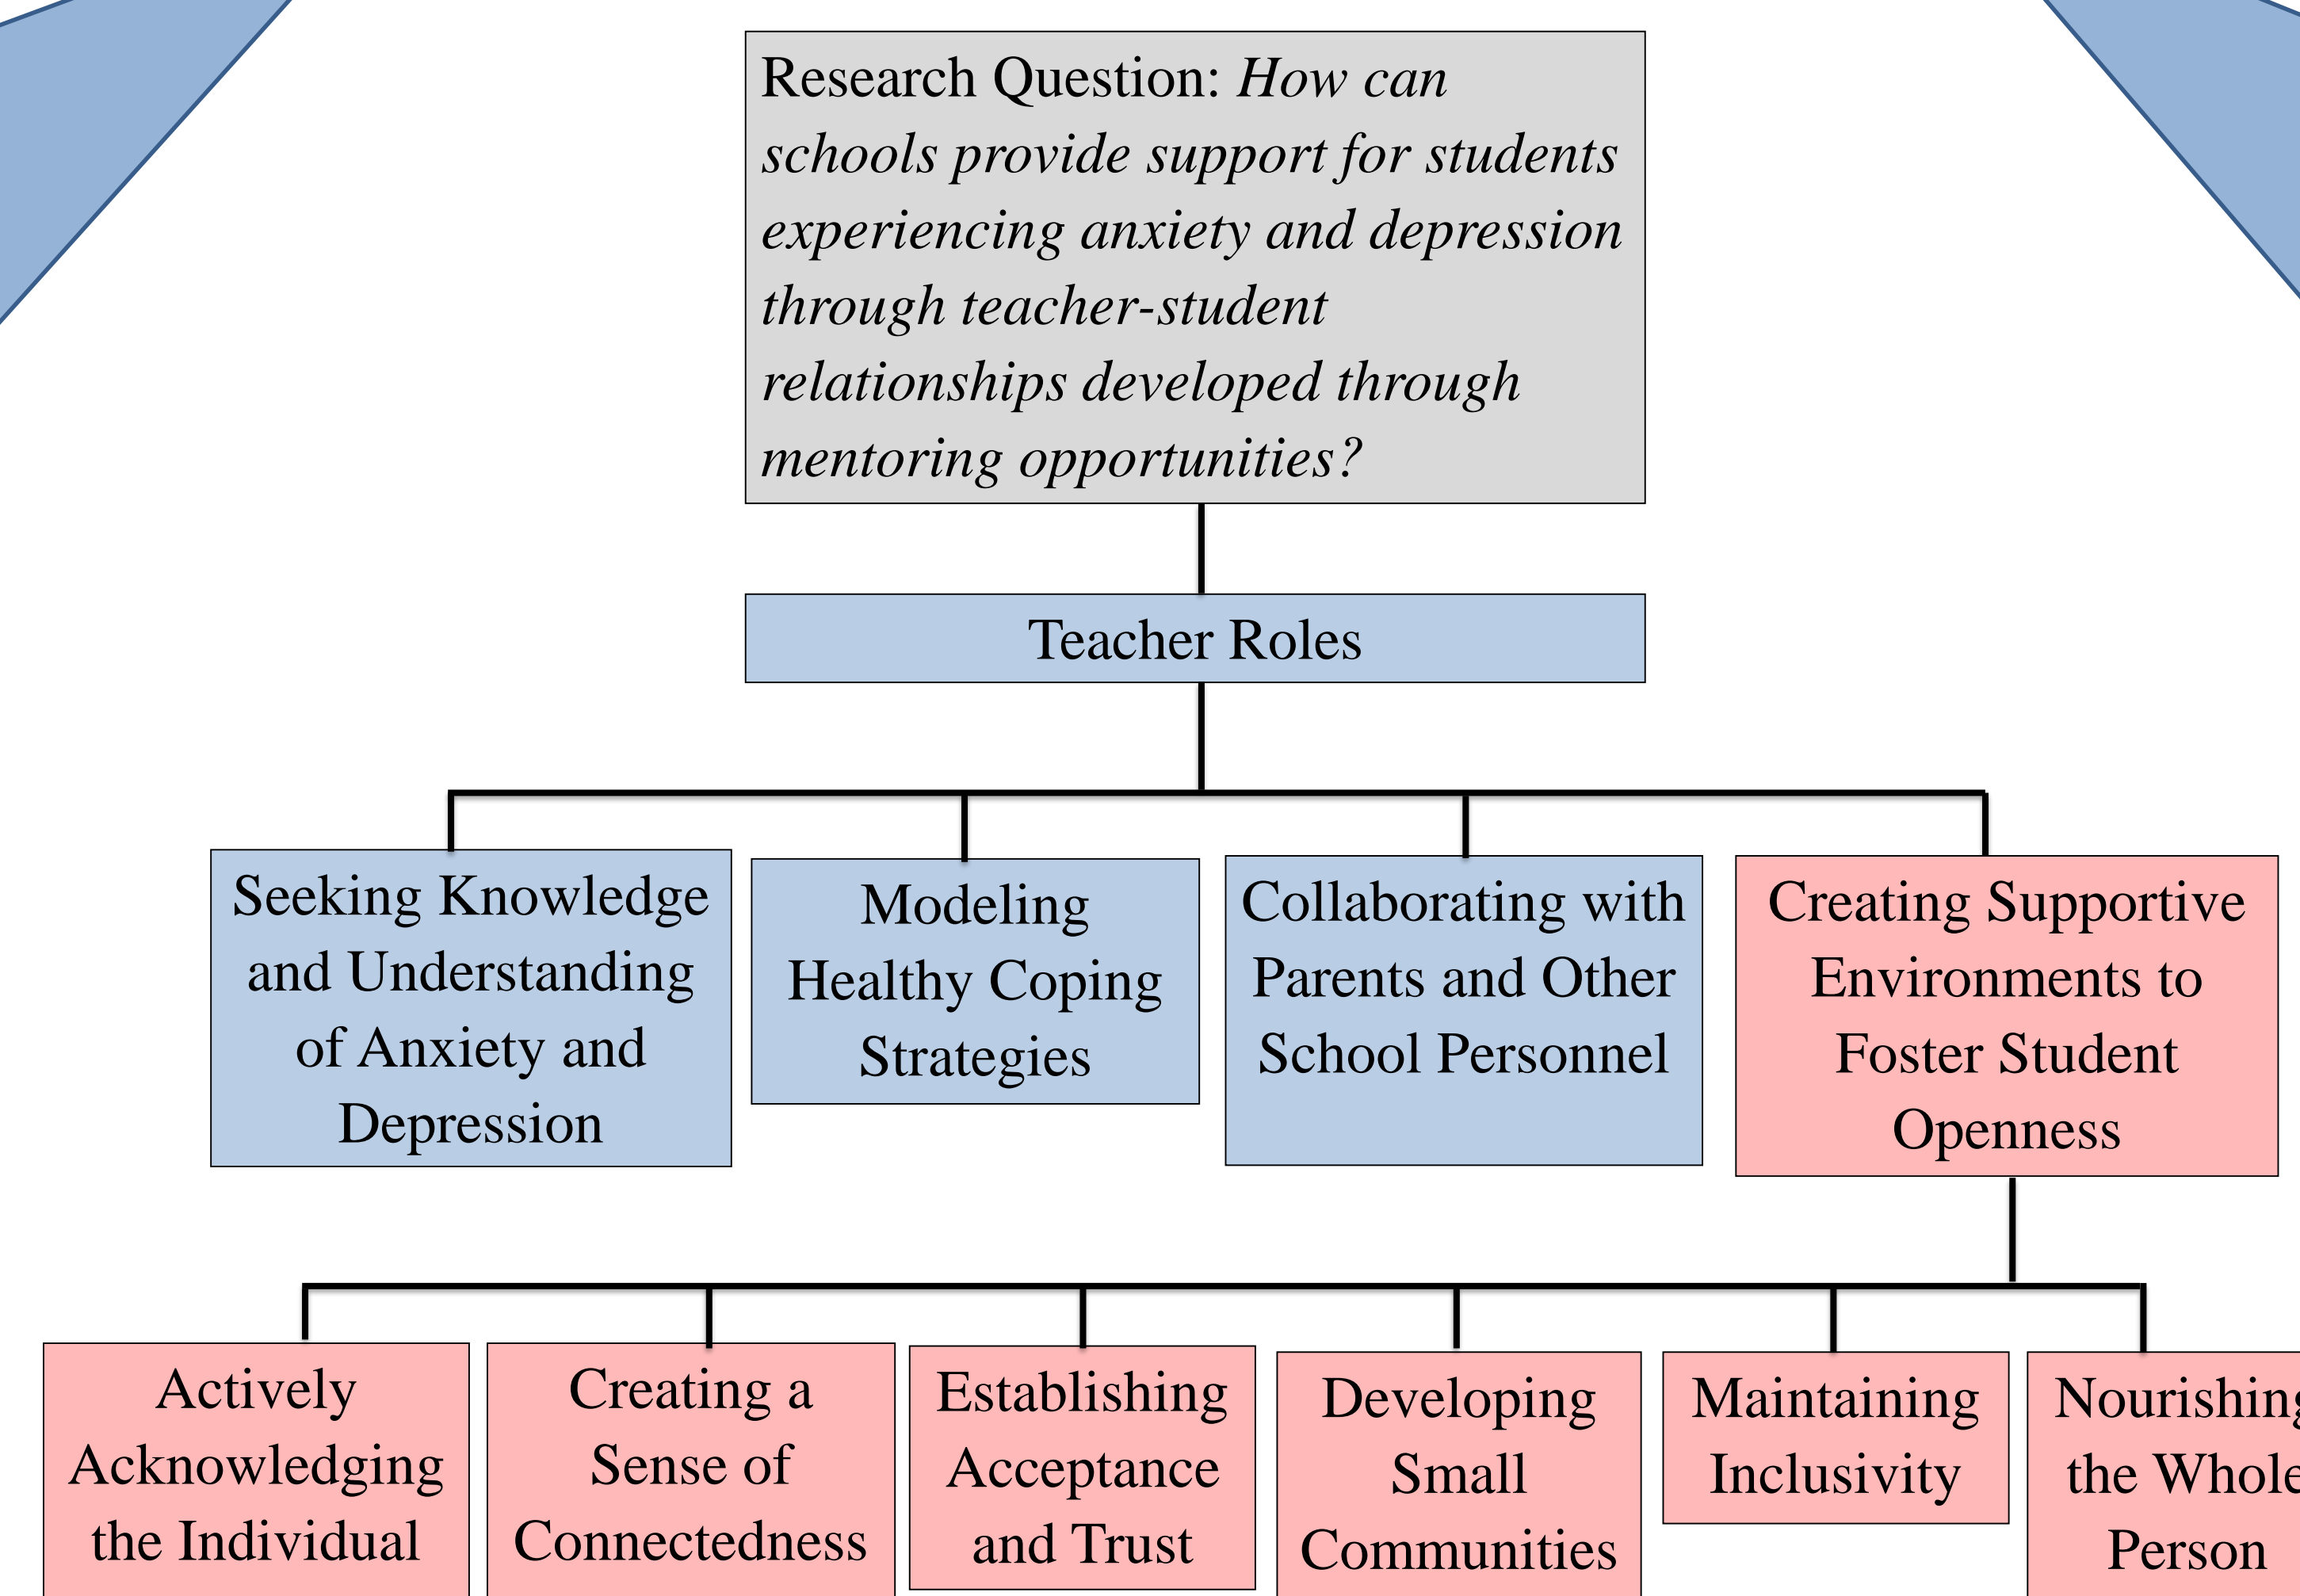 Research Question: How can
schools provide support for students
experiencing anxiety and depression
through teacher-student
relationships developed through
mentoring opportunities?
Teacher Roles
Seeking Knowledge
and Understanding
of Anxiety and
Depression
Modeling
Healthy Coping
Strategies
Collaborating with
Parents and Other
School Personnel
Creating Supportive
Environments to
Foster Student
Openness
Actively
Acknowledging
the Individual
Creating a
Sense of
Connectedness
Establishing
Acceptance
and Trust
Developing
Small
Communities
Maintaining
Inclusivity
Nourishing
the Whole
Person